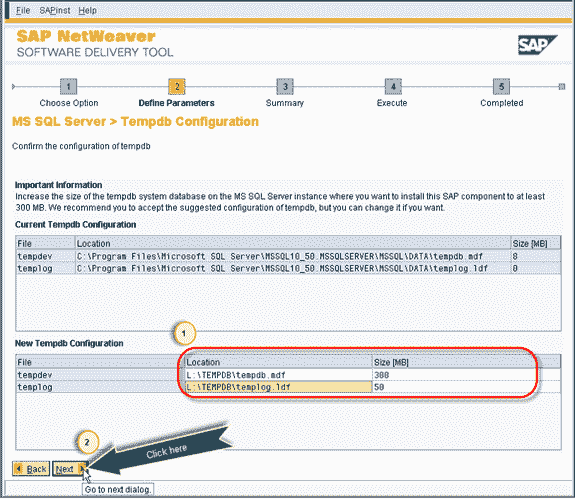 File SAPinst Help
SAP NetWeaver
SOFTWARE DELIVERY TOOL
SAP
1 2 3 4 5
Choose Option Define Parameters Summary Execute Completed
MS SQL Server > Tempdb Configuration
Confirm the configuration of tempdb
Important Information
Increase the size of the tempdb system database on the MS SQL Server instance where you want to install this SAP component to at least
300 MB. We recommend you to accept the suggested configuration of tempdb, but you can change it if you want.
Current Tempdb Configuration
File Location Size [MB]
tempdev C:\Program Files\Microsoft SQL Server\MSSQL10_50.MSSQLSERVER\MSSQL\DATA\tempdb.mdf 8
templog C:\Program Files\Microsoft SQL Server\MSSQL10_50.MSSQLSERVER\MSSQL\DATA\templog.ldf 0
1
New Tempdb Configuration
File Location Size [MB]
tempdev L:\TEMPDB\tempdb.mdf 300
templog L:\TEMPDB\templog.ldf 50
2
Click here
Back Next
Go to next dialog.